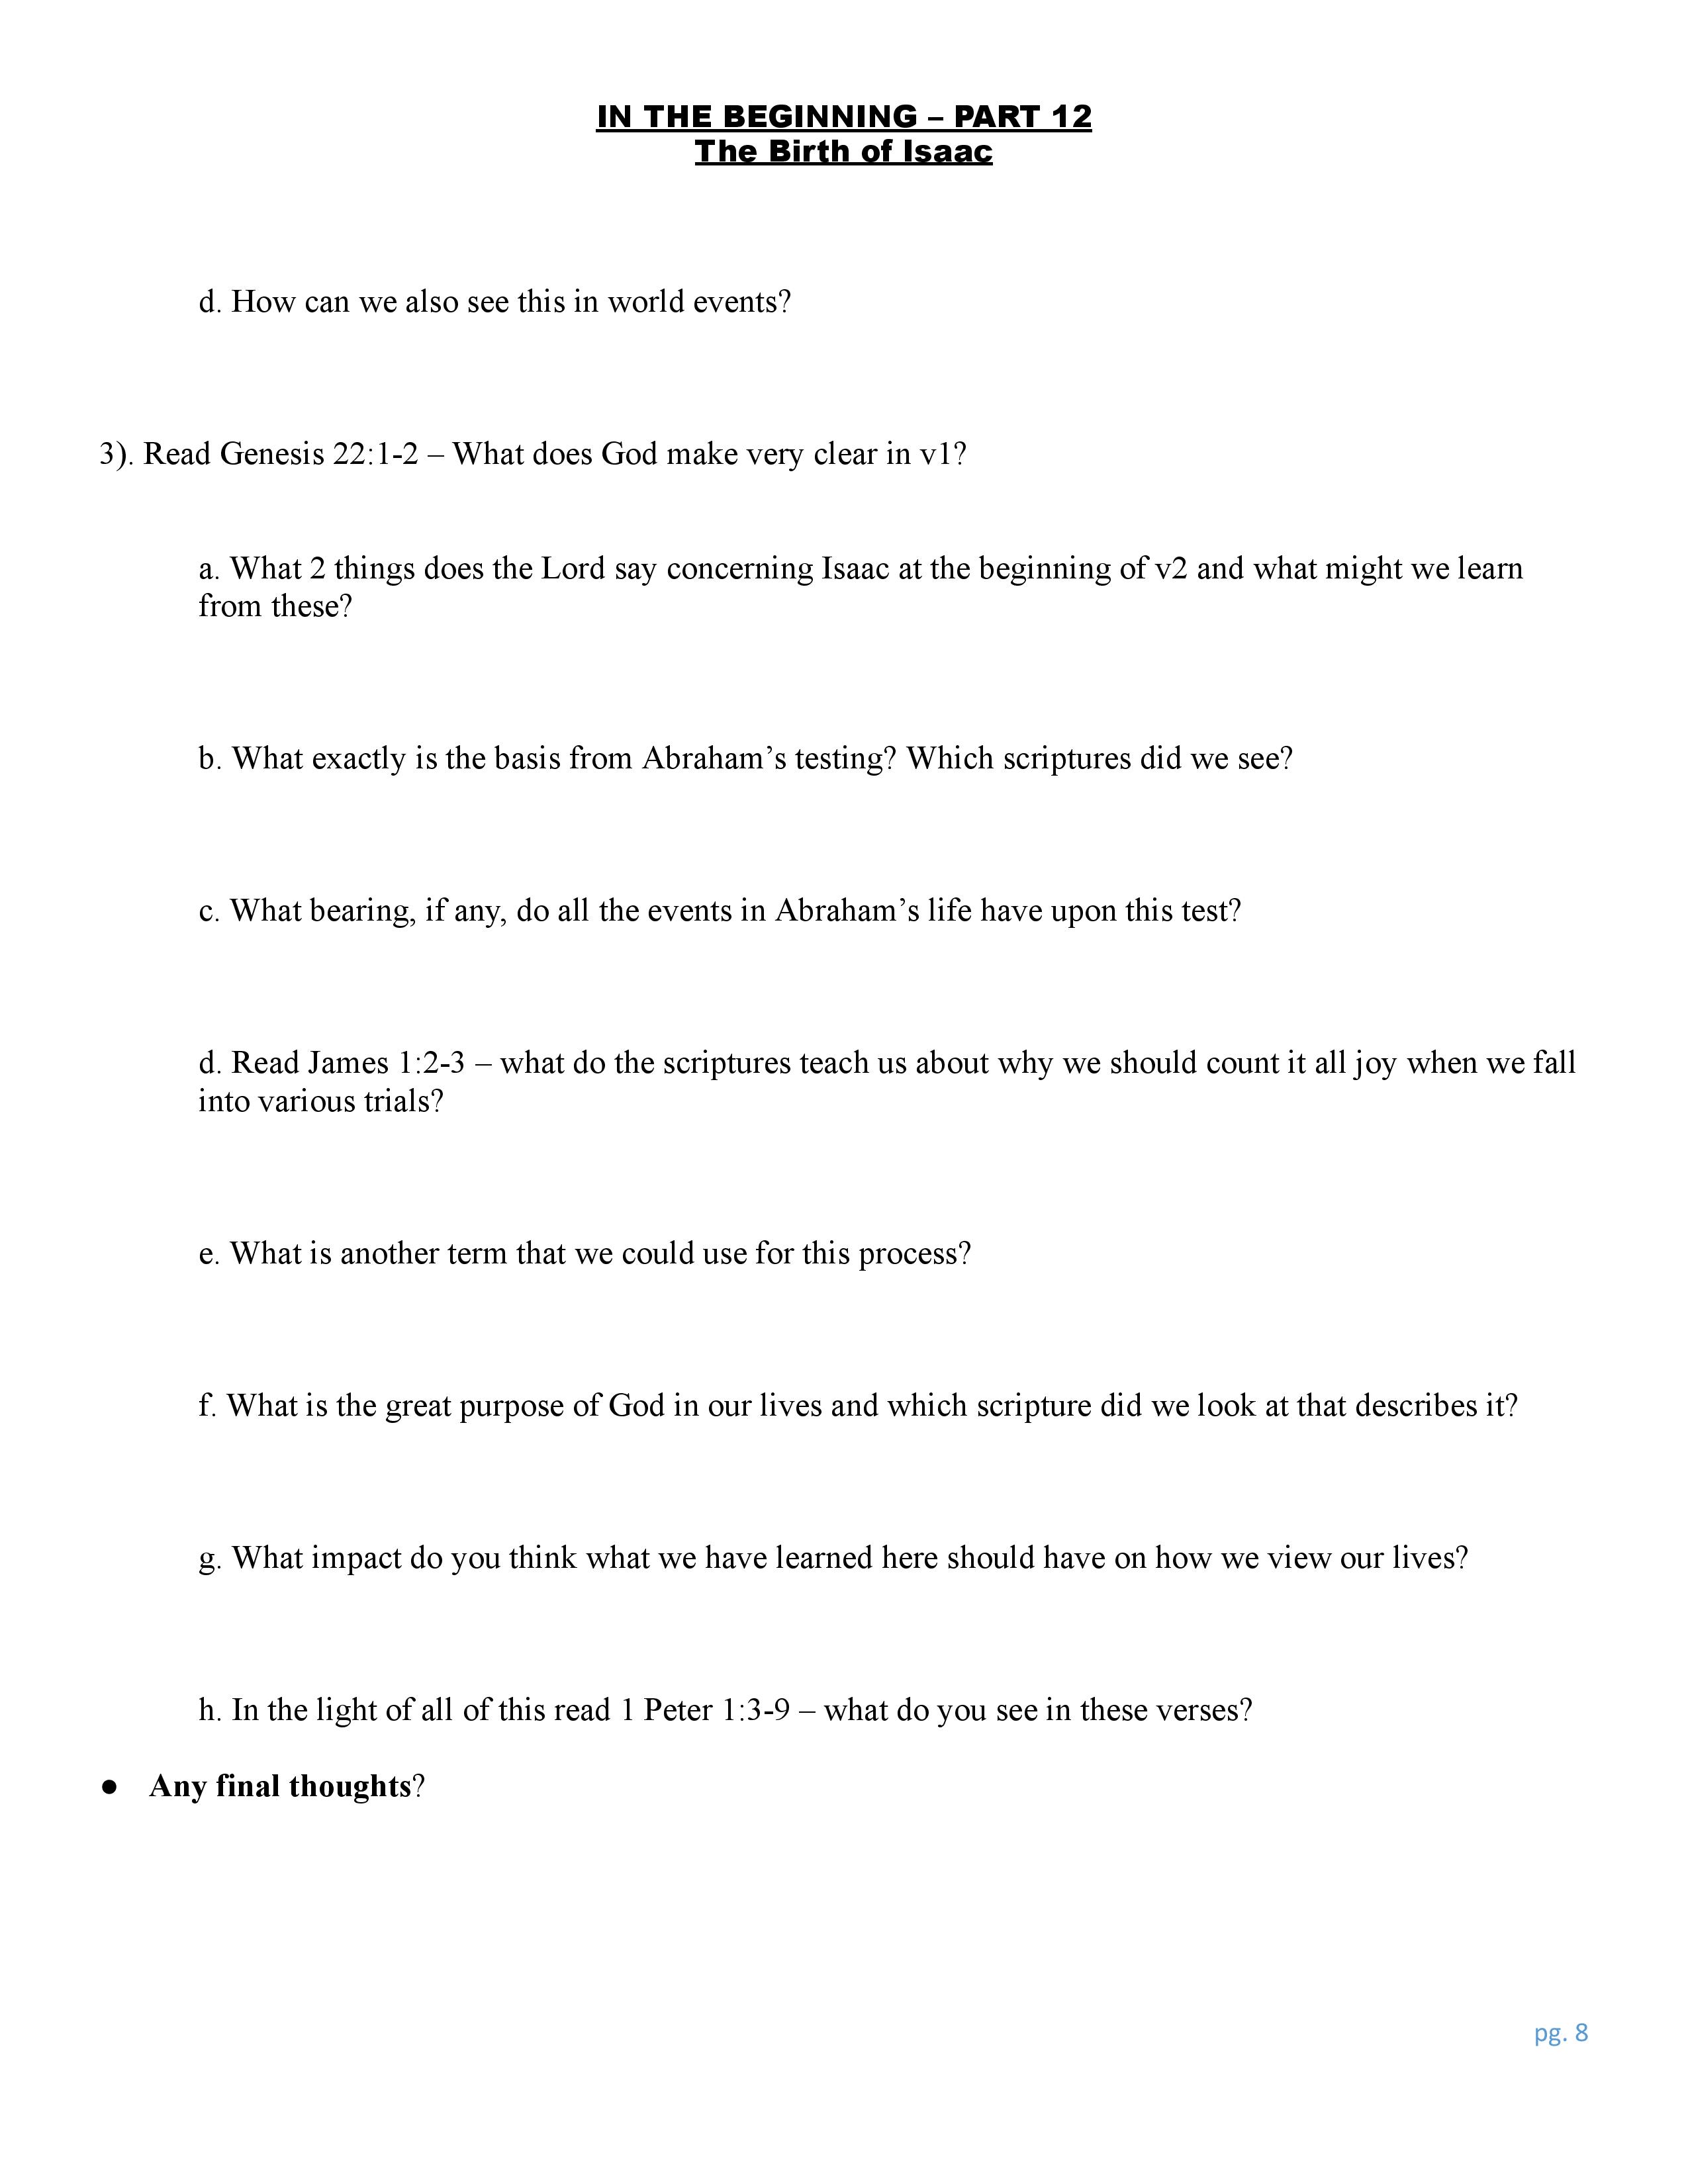 IN THE BEGINNING – PART 12
The Birth of Isaac
d. How can we also see this in world events?
3). Read Genesis 22:1-2 – What does God make very clear in v1?
a. What 2 things does the Lord say concerning Isaac at the beginning of v2 and what might we learn
from these?
b. What exactly is the basis from Abraham’s testing? Which scriptures did we see?
c. What bearing, if any, do all the events in Abraham’s life have upon this test?
d. Read James 1:2-3 – what do the scriptures teach us about why we should count it all joy when we fall
into various trials?
e. What is another term that we could use for this process?
f. What is the great purpose of God in our lives and which scripture did we look at that describes it?
g. What impact do you think what we have learned here should have on how we view our lives?
h. In the light of all of this read 1 Peter 1:3-9 – what do you see in these verses?
● Any final thoughts?
pg. 8